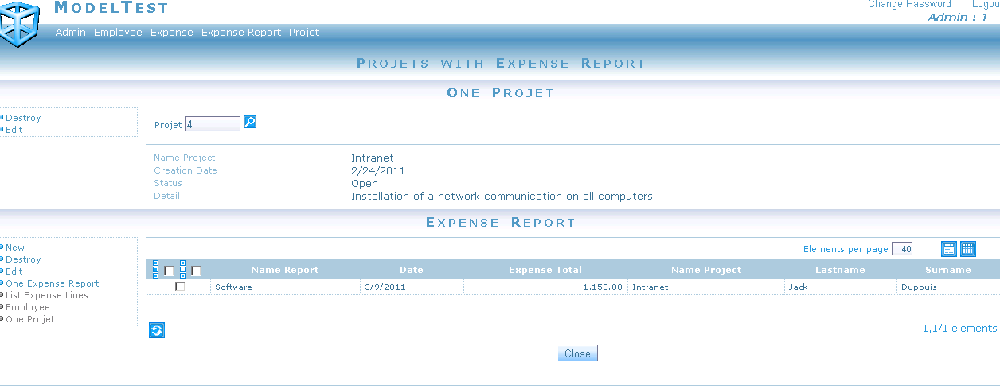 MODELTEST
Change Password Logou
Admin : 1
Admin Employee Expense Expense Report Projet
PROJETS WITH EXPENSE REPORT
ONE PROJET
Destroy
Edit
Projet 4
Name Project Intranet
Creation Date 2/24/2011
Status Open
Detail Installation of a network communication on all computers
EXPENSE REPORT
New
Destroy
Edit
One Expense Report
List Expense Lines
Employee
One Projet
Elements per page 40
Name Report Date Expense Total Name Project Lastname Surname
Software 3/9/2011 1,150.00 Intranet Jack Dupouis
1,1/1 elements
Close